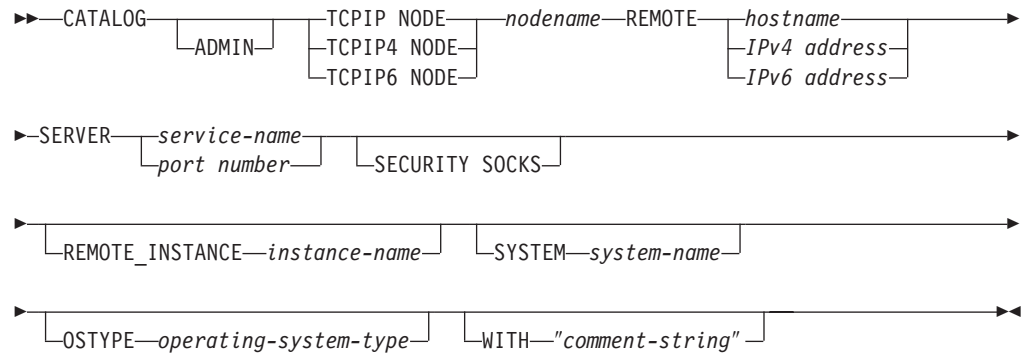 CATALOG ADMIN TCPIP NODE nodename REMOTE hostname
TCPIP4 NODE IPv4 address
TCPIP6 NODE IPv6 address
SERVER service-name
port number SECURITY SOCKS
REMOTE_INSTANCE instance-name SYSTEM system-name
OSTYPE operating-system-type WITH "comment-string"